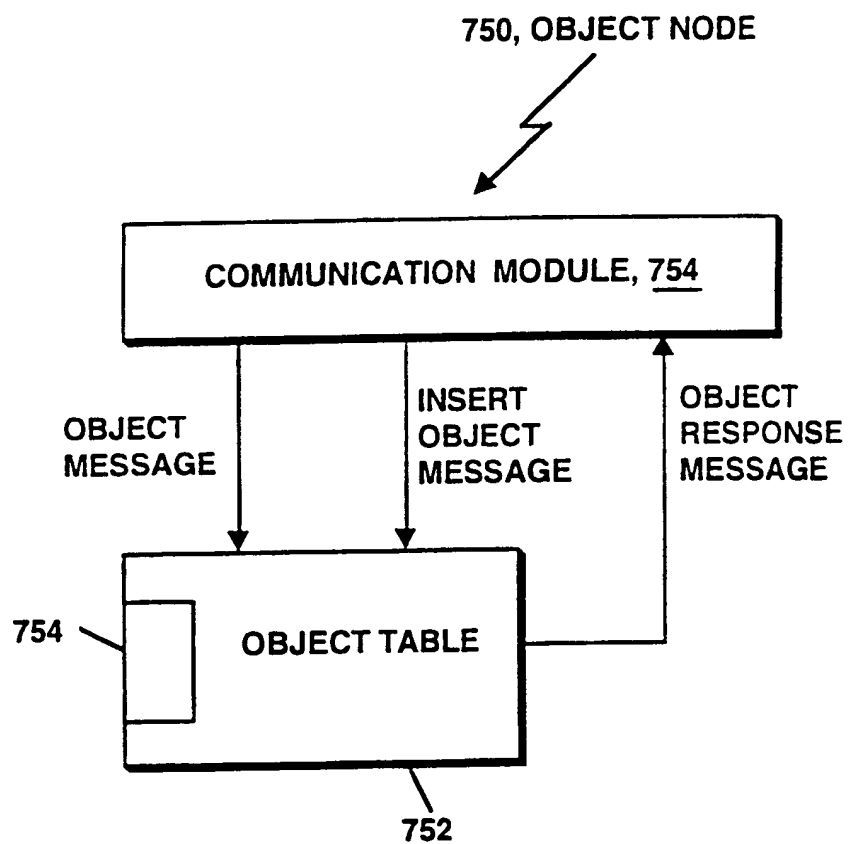 750, OBJECT NODE
COMMUNICATION MODULE, 754
OBJECT
MESSAGE
INSERT
OBJECT
MESSAGE
OBJECT
RESPONSE
MESSAGE
754
OBJECT TABLE
752